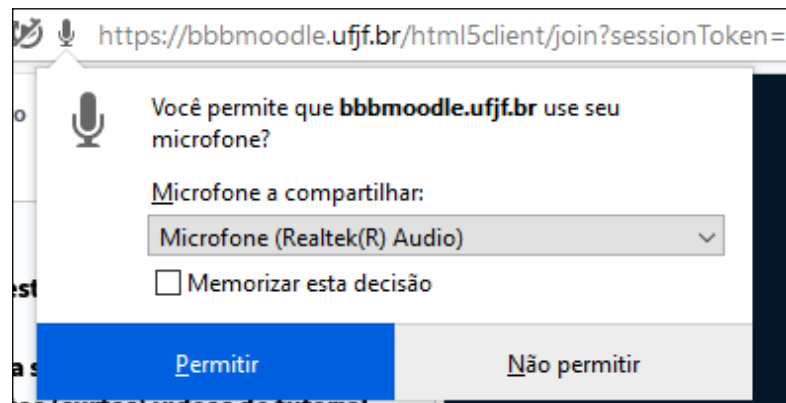 https://bbbmoodle.ufjf.br/html5client/join?sessionToken=
o
Você permite que bbbmoodle.ufjf.br use seu
microfone?
Microfone a compartilhar:
Microfone (Realtek(R) Audio)
est
Memorizar esta decisão
a s
Permitir
Não permitir